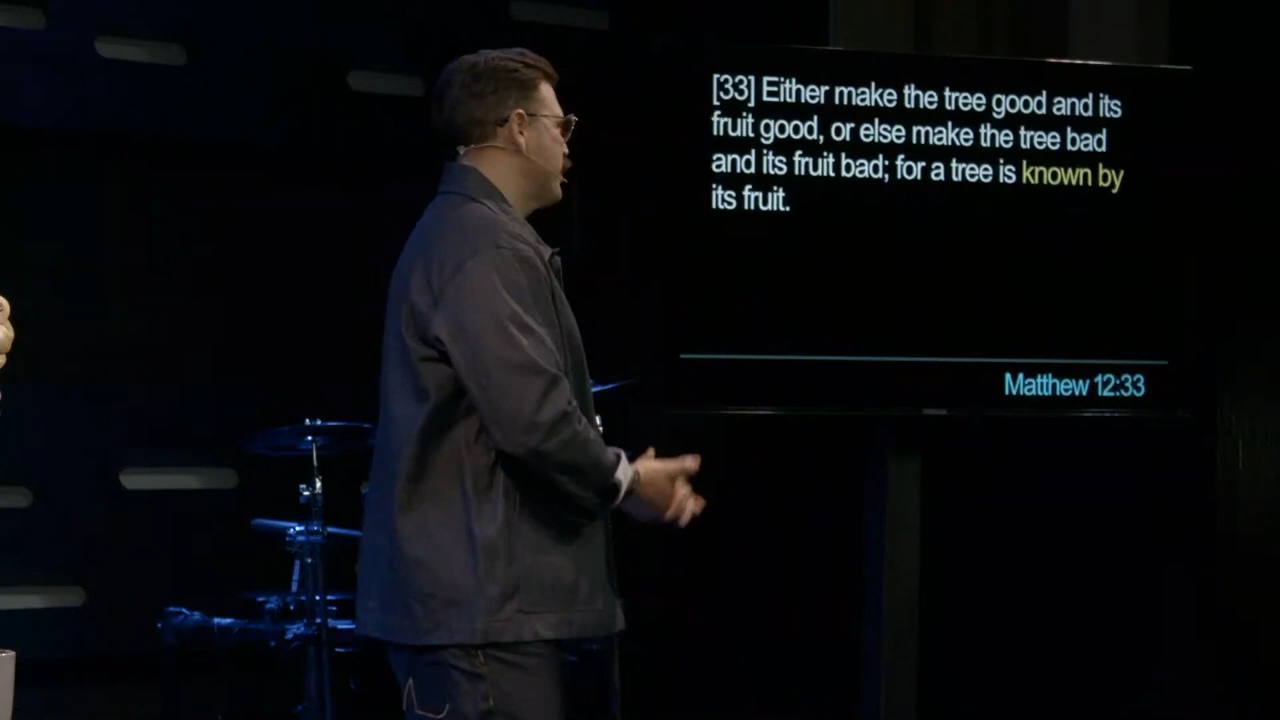 [33] Either make the tree good and its
fruit good, or else make the tree bad
and its fruit bad; for a tree is known by
its fruit.
Matthew 12:33